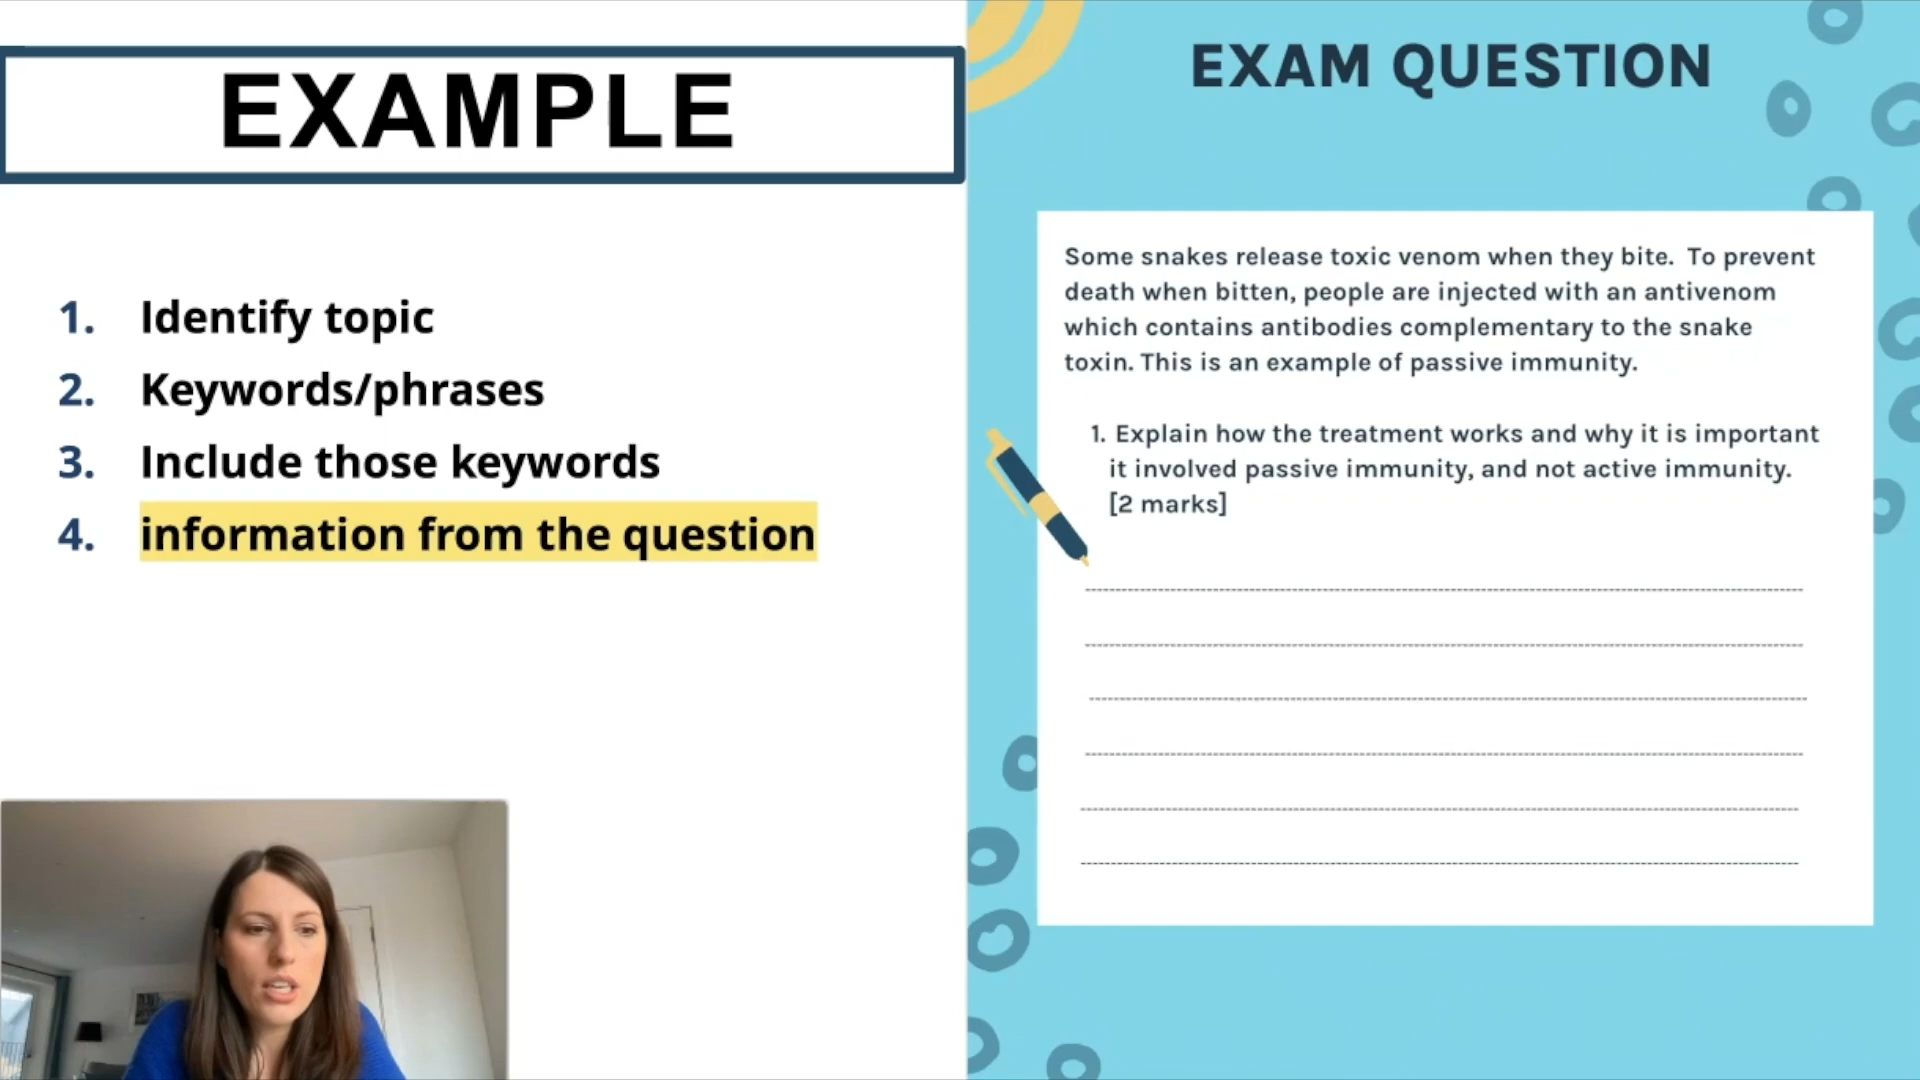 EXAMPLE
1. Identify topic
2. Keywords/phrases
3. Include those keywords
4. information from the question
EXAM QUESTION
Some snakes release toxic venom when they bite. To prevent
death when bitten, people are injected with an antivenom
which contains antibodies complementary to the snake
toxin. This is an example of passive immunity.
1. Explain how the treatment works and why it is important
it involved passive immunity, and not active immunity.
[2 marks]